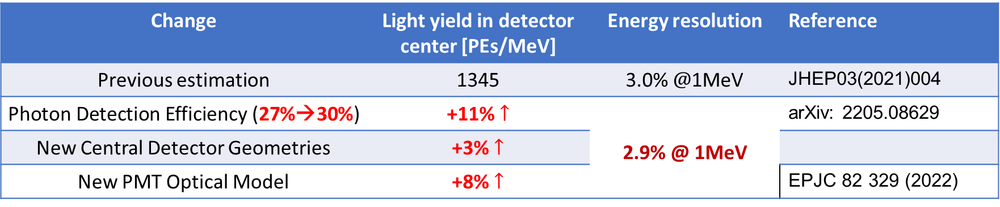 Change
Light yield in detector
center [PEs/MeV]
Energy resolution
Reference
Previous estimation
1345
3.0% @1MeV
JHEP03(2021)004
Photon Detection Efficiency (27%→30%)
+11% ↑
arXiv: 2205.08629
New Central Detector Geometries
+3% ↑
2.9% @ 1MeV
New PMT Optical Model
+8% ↑
EPJC 82 329 (2022)